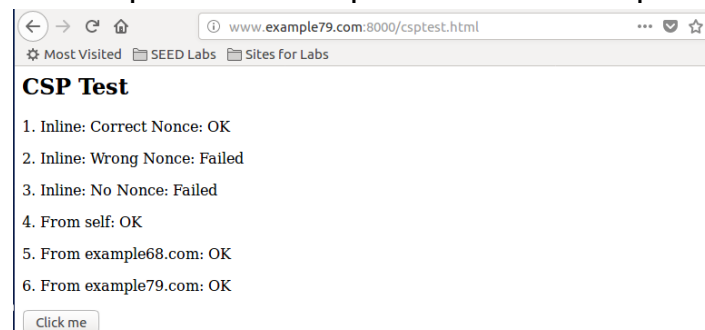 www.example79.com:8000/csptest.html
Most Visited SEED Labs Sites for Labs
CSP Test
1. Inline: Correct Nonce: OK
2. Inline: Wrong Nonce: Failed
3. Inline: No Nonce: Failed
4. From self: OK
5. From example68.com: OK
6. From example79.com: OK
Click me